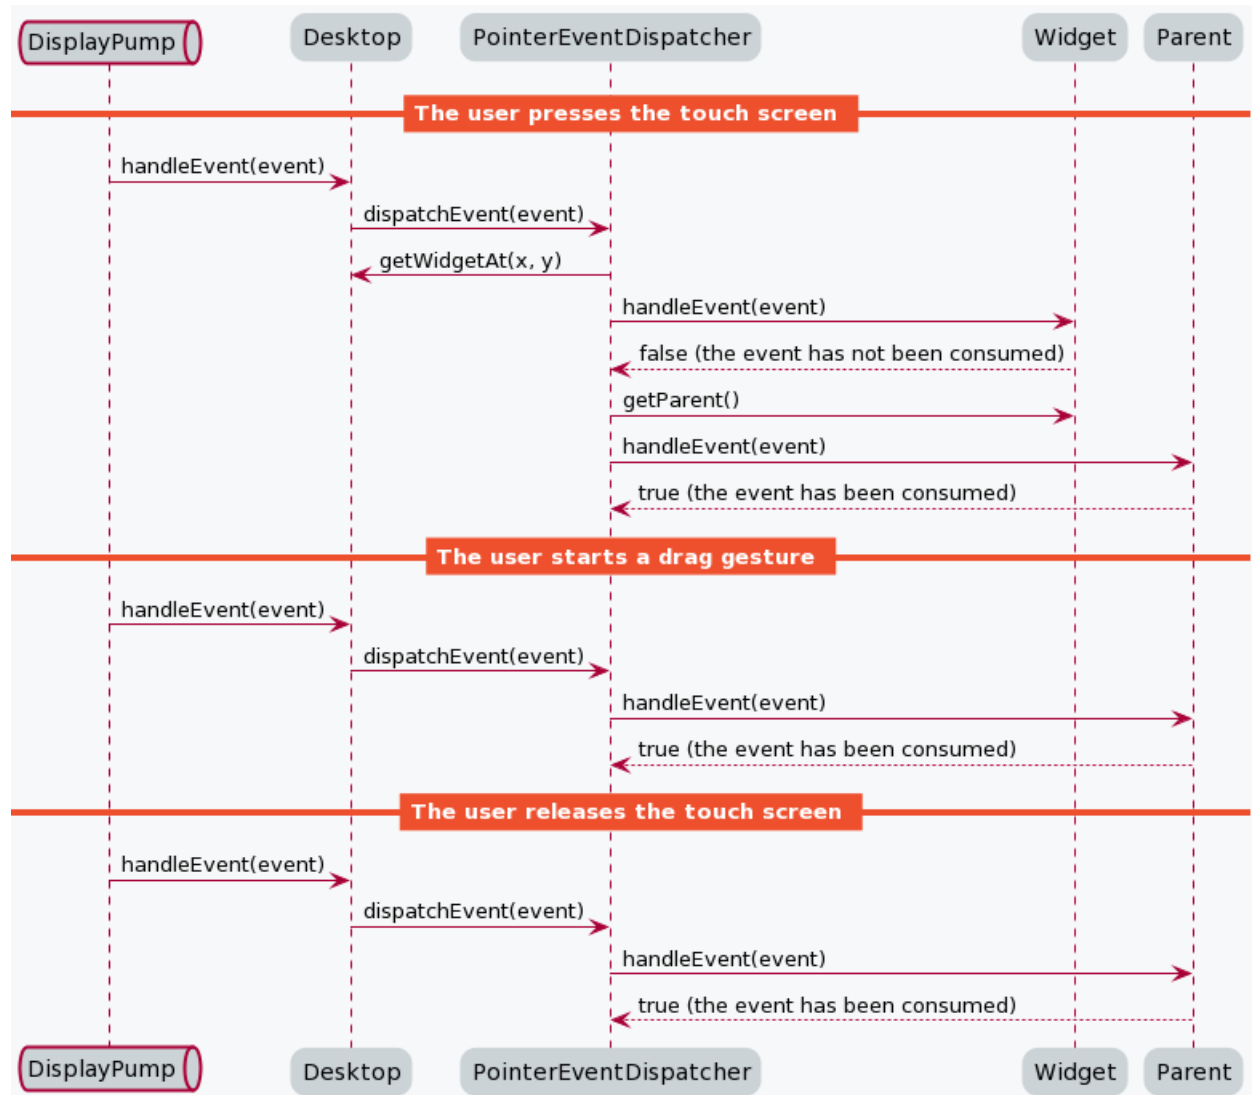 DisplayPump Desktop PointerEventDispatcher Widget Parent
The user presses the touch screen
handleEvent(event)
dispatchEvent(event)
getWidgetAt(x, y)
handleEvent(event)
false (the event has not been consumed)
getParent()
handleEvent(event)
true (the event has been consumed)
The user starts a drag gesture
handleEvent(event)
dispatchEvent(event)
handleEvent(event)
true (the event has been consumed)
The user releases the touch screen
handleEvent(event)
dispatchEvent(event)
handleEvent(event)
true (the event has been consumed)
DisplayPump Desktop PointerEventDispatcher Widget Parent